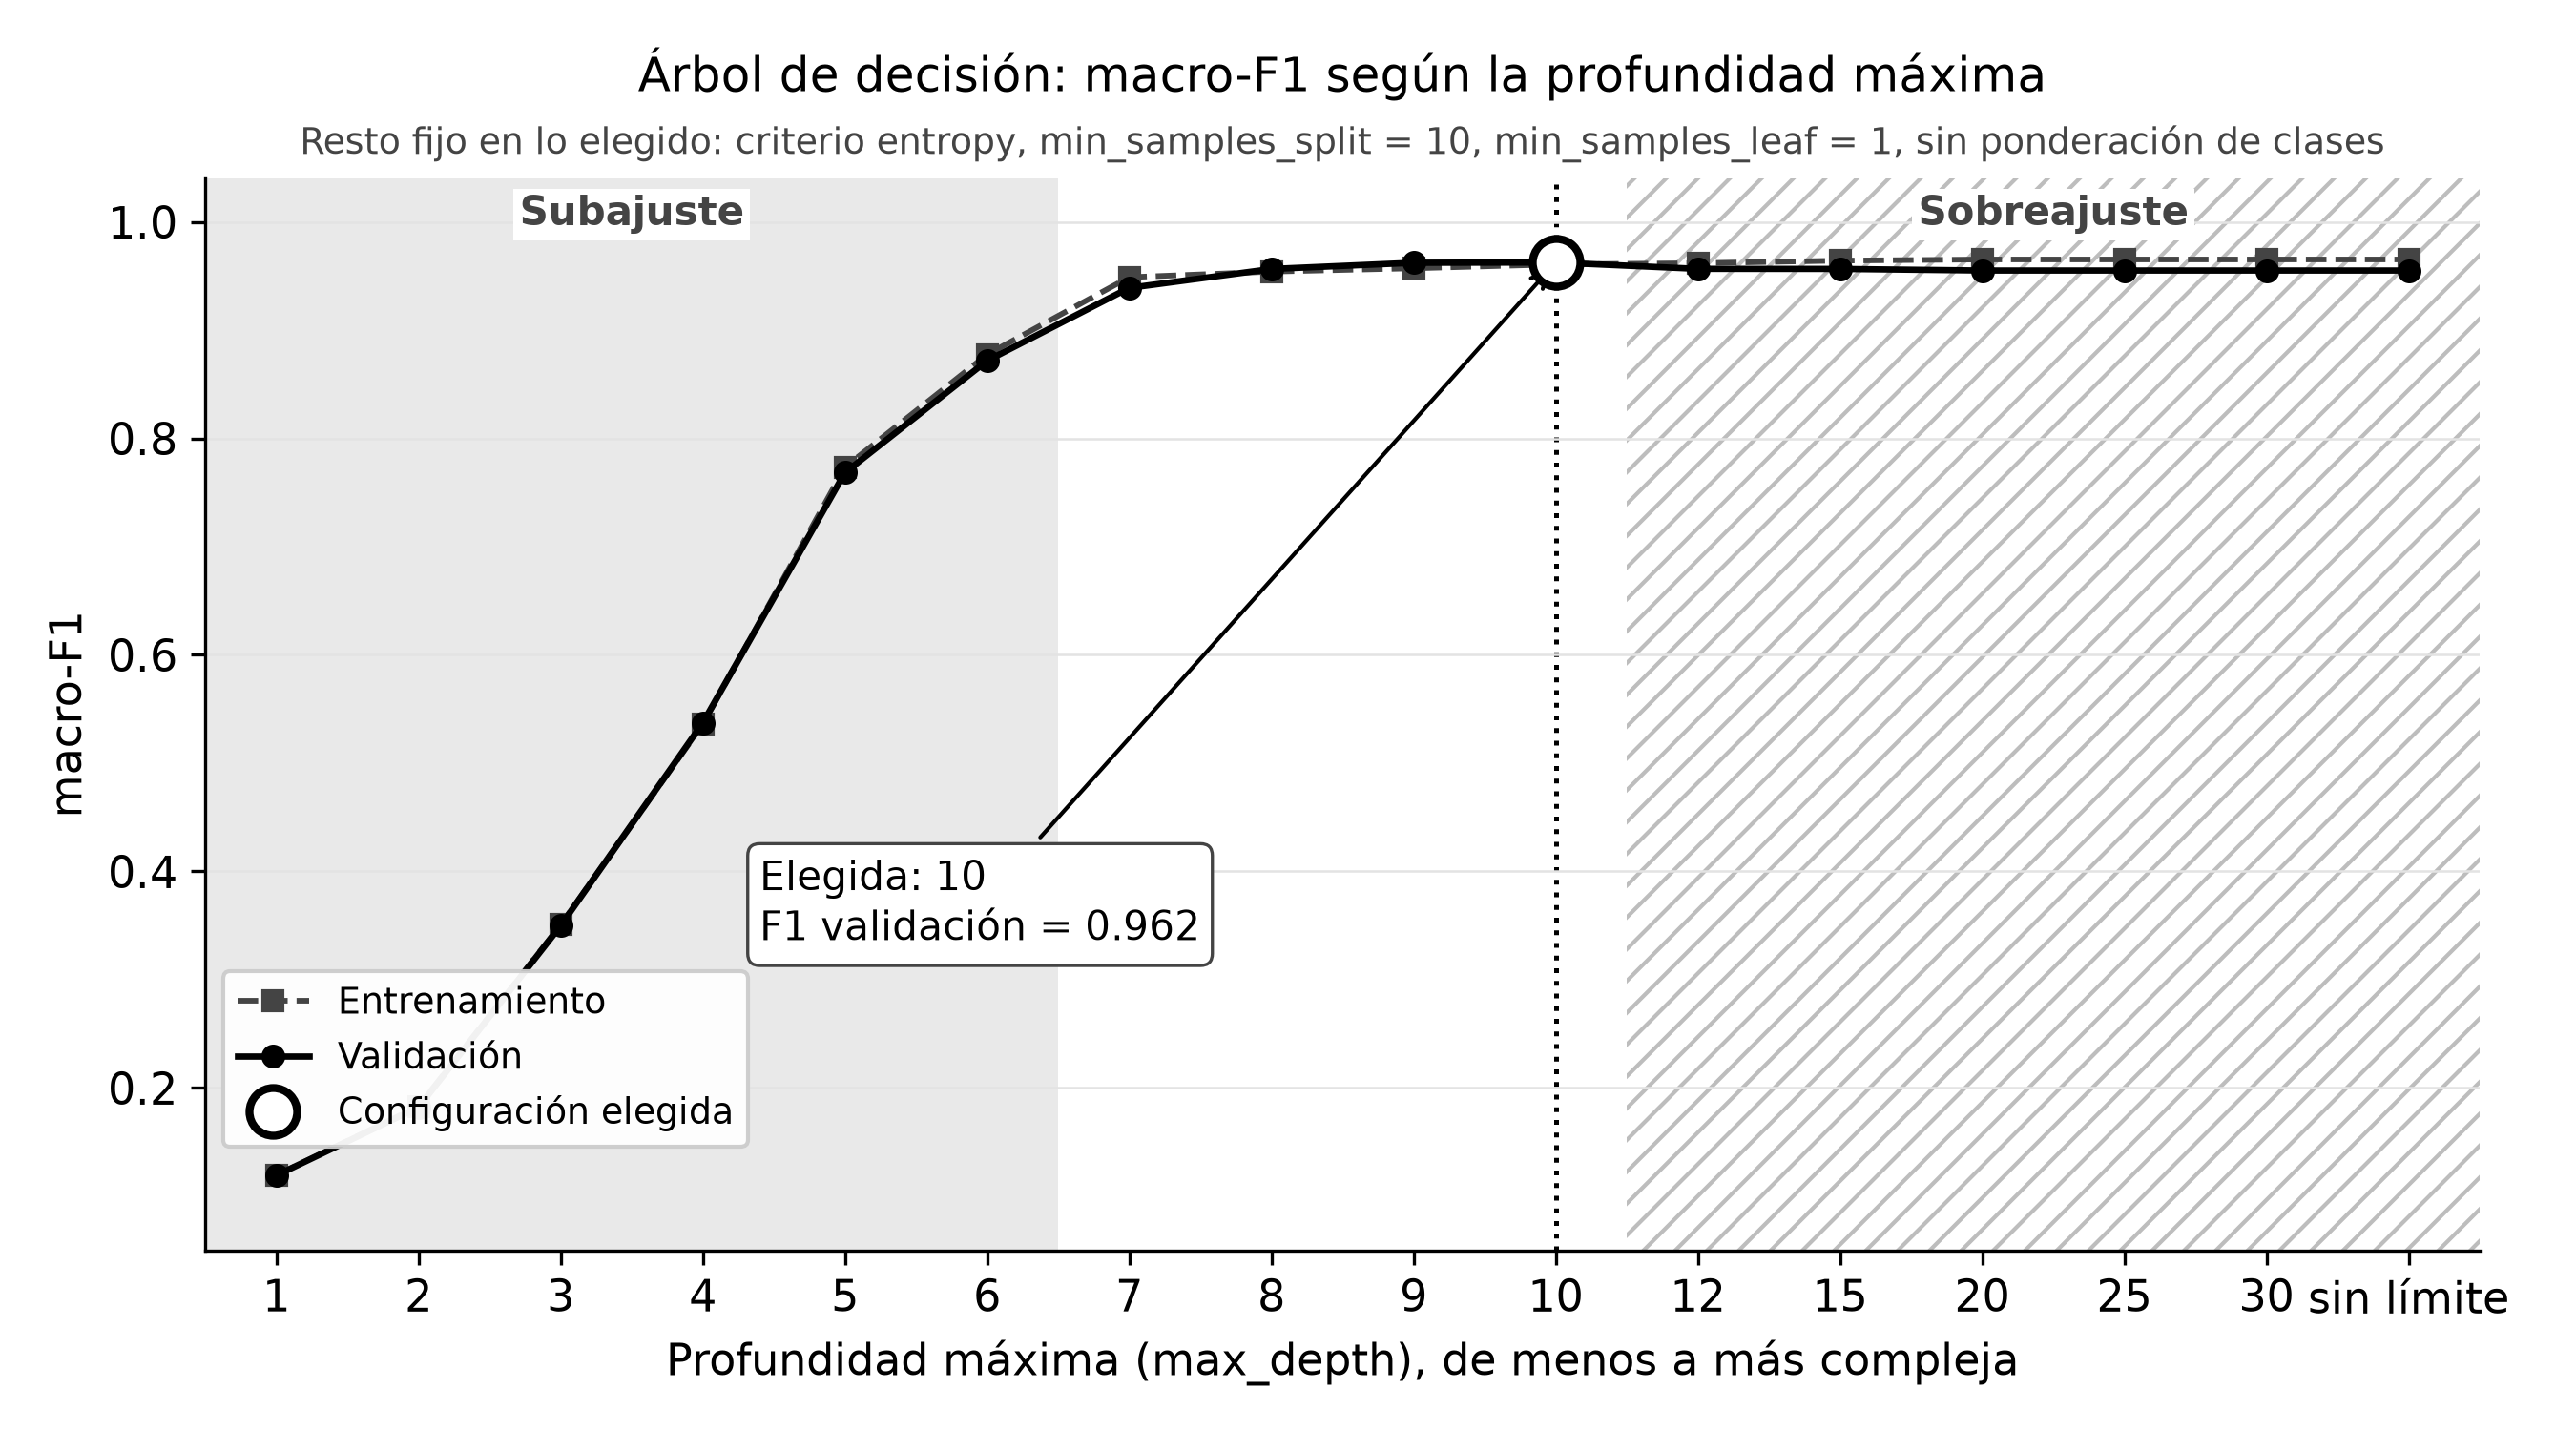 Árbol de decisión: macro-F1 según la profundidad máxima
Resto fijo en lo elegido: criterio entropy, min_samples_split = 10, min_samples_leaf = 1, sin ponderación de clases
Subajuste
Sobreajuste
1.0
0.8
0.6
0.4
0.2
macro-F1
Elegida: 10
F1 validación = 0.962
Entrenamiento
Validación
Configuración elegida
1 2 3 4 5 6 7 8 9 10 12 15 20 25 30 sin límite
Profundidad máxima (max_depth), de menos a más compleja